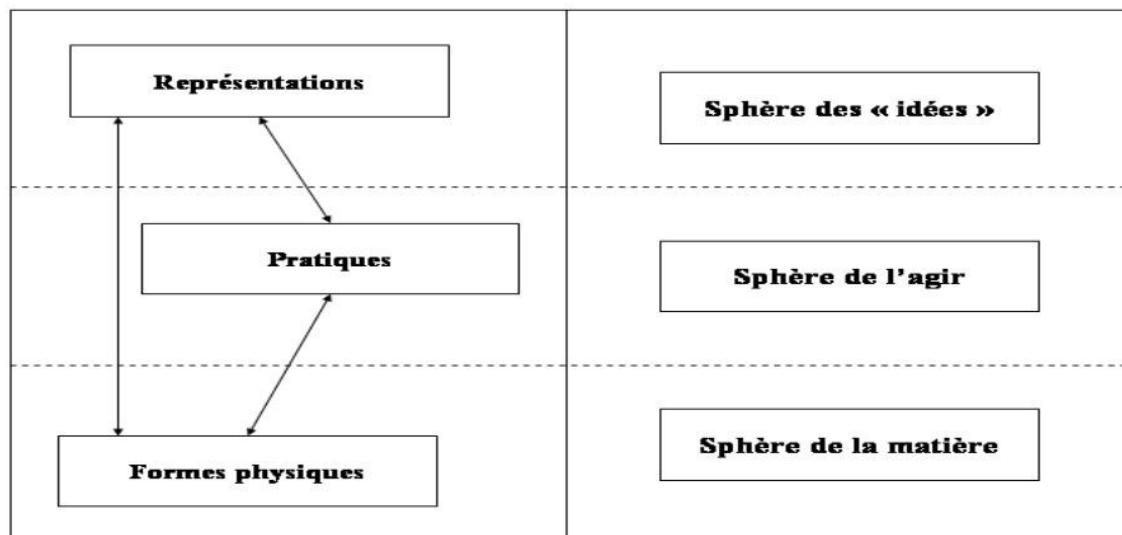 Représentations
Sphère des « idées »
Pratiques
Sphère de l’agir
Formes physiques
Sphère de la matière